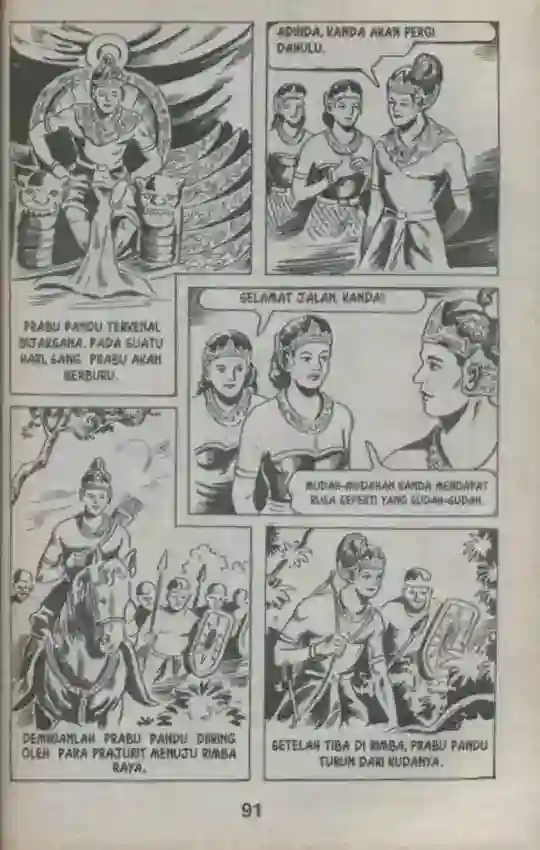 PRABU PANDU TERKENAL
BIJAKSANA. PADA SUATU
HARI, SANG PRABU AKAN
BERBURU.
ADINDA, KANDA AKAN PERGI
DAHULU.
SELAMAT JALAN, KANDA!
MUDAH-MUDAHAN KANDA MENDAPAT
RUSA SEPERTI YANG SUDAH-SUDAH.
DEMIKIANLAH PRABU PANDU DIIRING
OLEH PARA PRAJURIT MENUJU RIMBA
RAYA.
SETELAH TIBA DI RIMBA, PRABU PANDU
TURUN DARI KUDANYA.
91